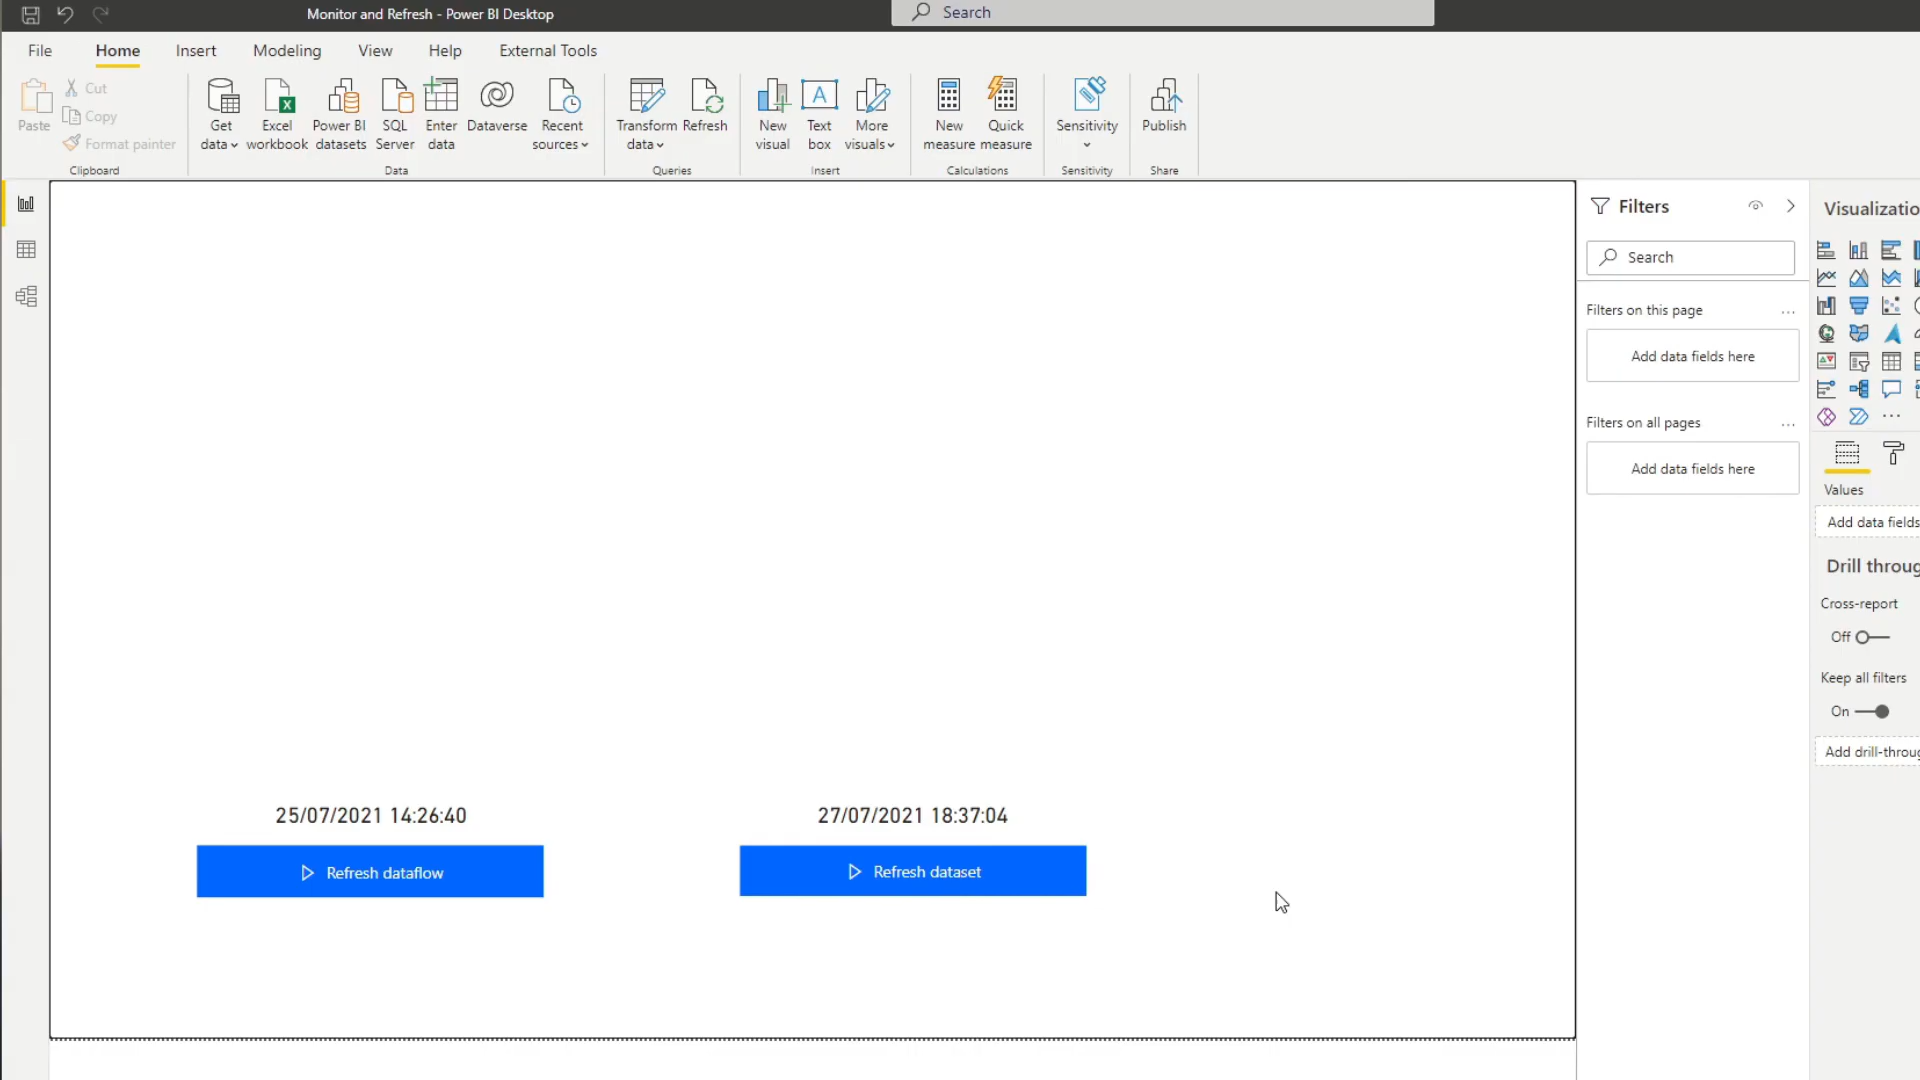 Monitor and Refresh - Power BI Desktop
Search
File Home Insert Modeling View Help External Tools
Paste
Cut
Copy
Format painter
Clipboard
Get data
Excel workbook
Power BI datasets
SQL Server
Enter data
Dataverse
Recent sources
Data
Transform data
Refresh
Queries
New visual
Text box
More visuals
Insert
New measure
Quick measure
Calculations
Sensitivity
Sensitivity
Publish
Share
25/07/2021 14:26:40
Refresh dataflow
27/07/2021 18:37:04
Refresh dataset
Filters
Search
Filters on this page
Add data fields here
Filters on all pages
Add data fields here
Visualizatio
Values
Add data fields
Drill throug
Cross-report
Off
Keep all filters
On
Add drill-throug